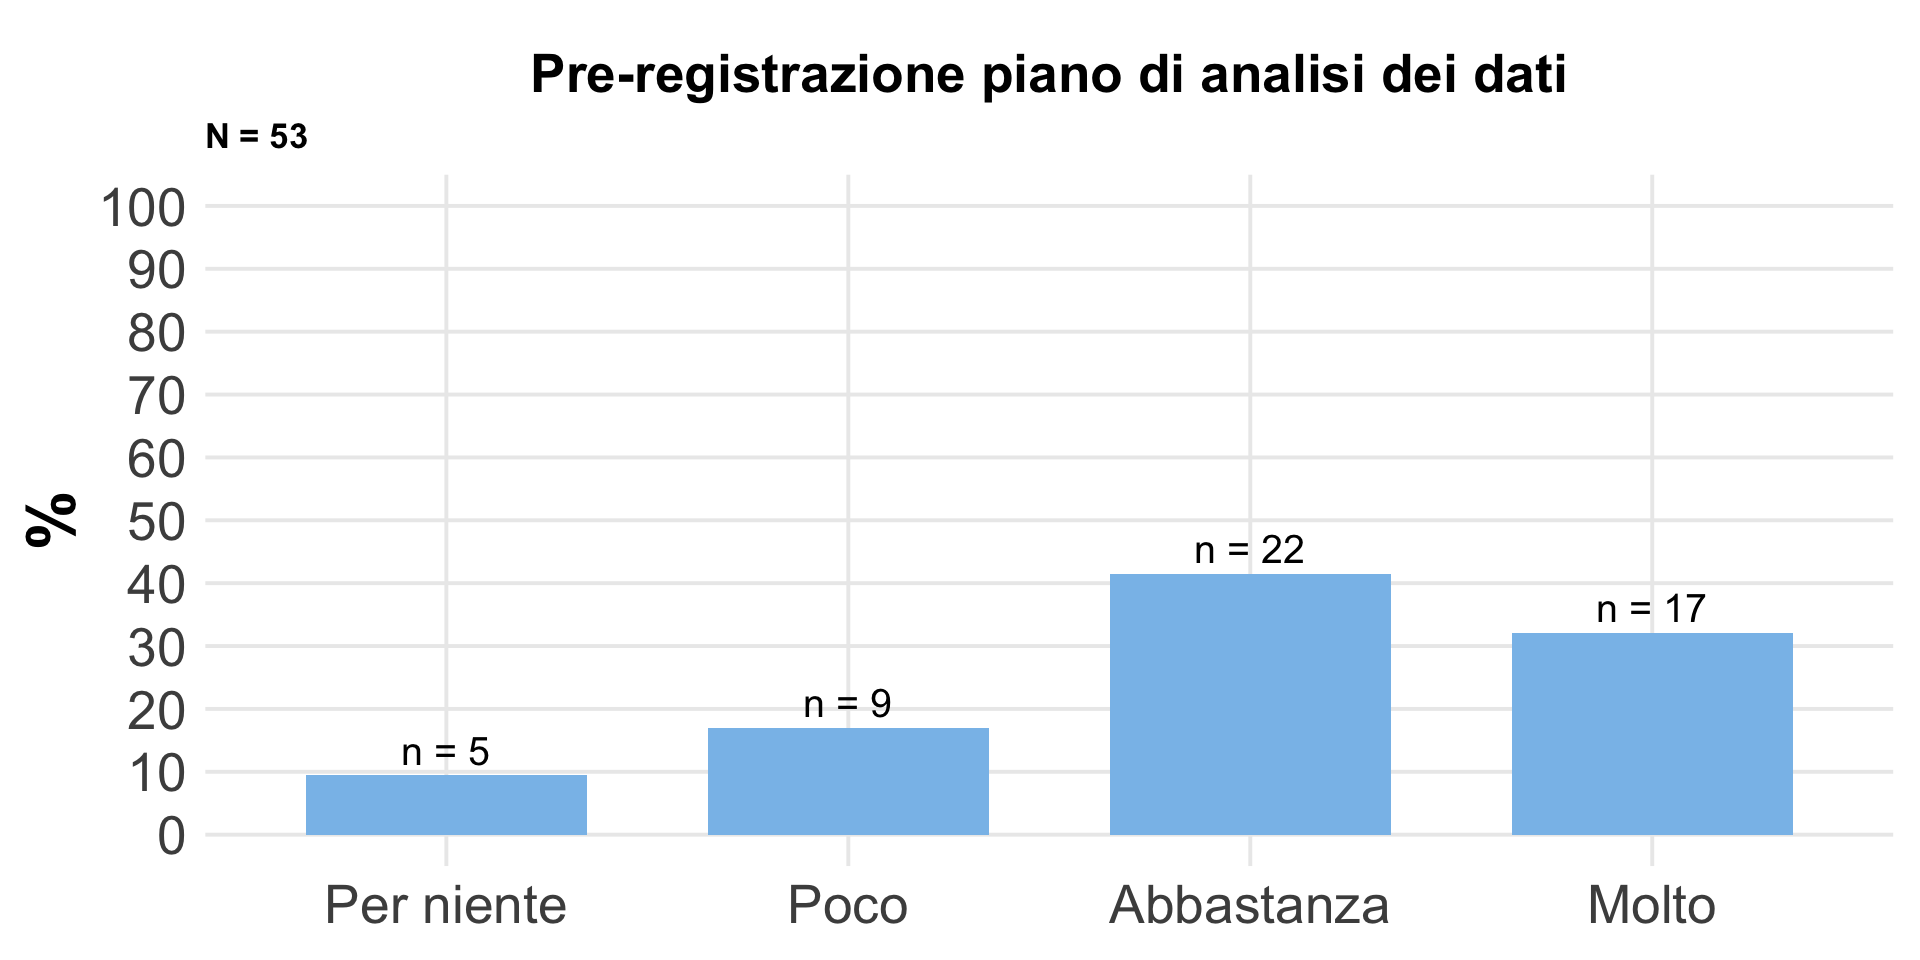 Pre-registrazione piano di analisi dei dati
N = 53
100
90
80
70
60
50
40
30
20
10
0
%
n = 5
n = 9
n = 22
n = 17
Per niente
Poco
Abbastanza
Molto